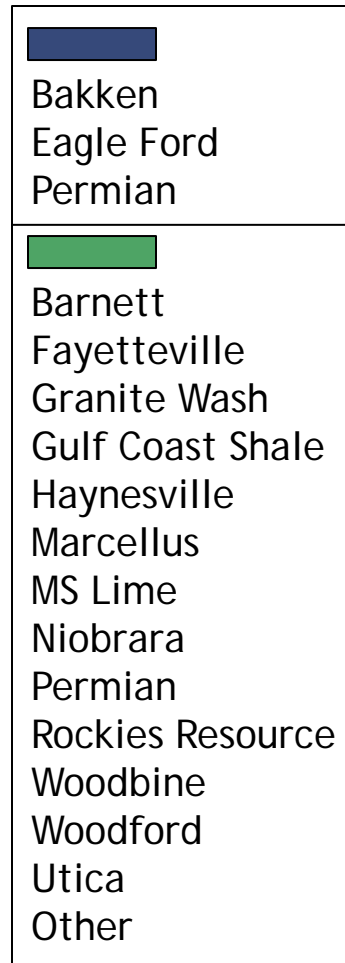 Bakken
Eagle Ford
Permian
Barnett
Fayetteville
Granite Wash
Gulf Coast Shale
Haynesville
Marcellus
MS Lime
Niobrara
Permian
Rockies Resource
Woodbine
Woodford
Utica
Other